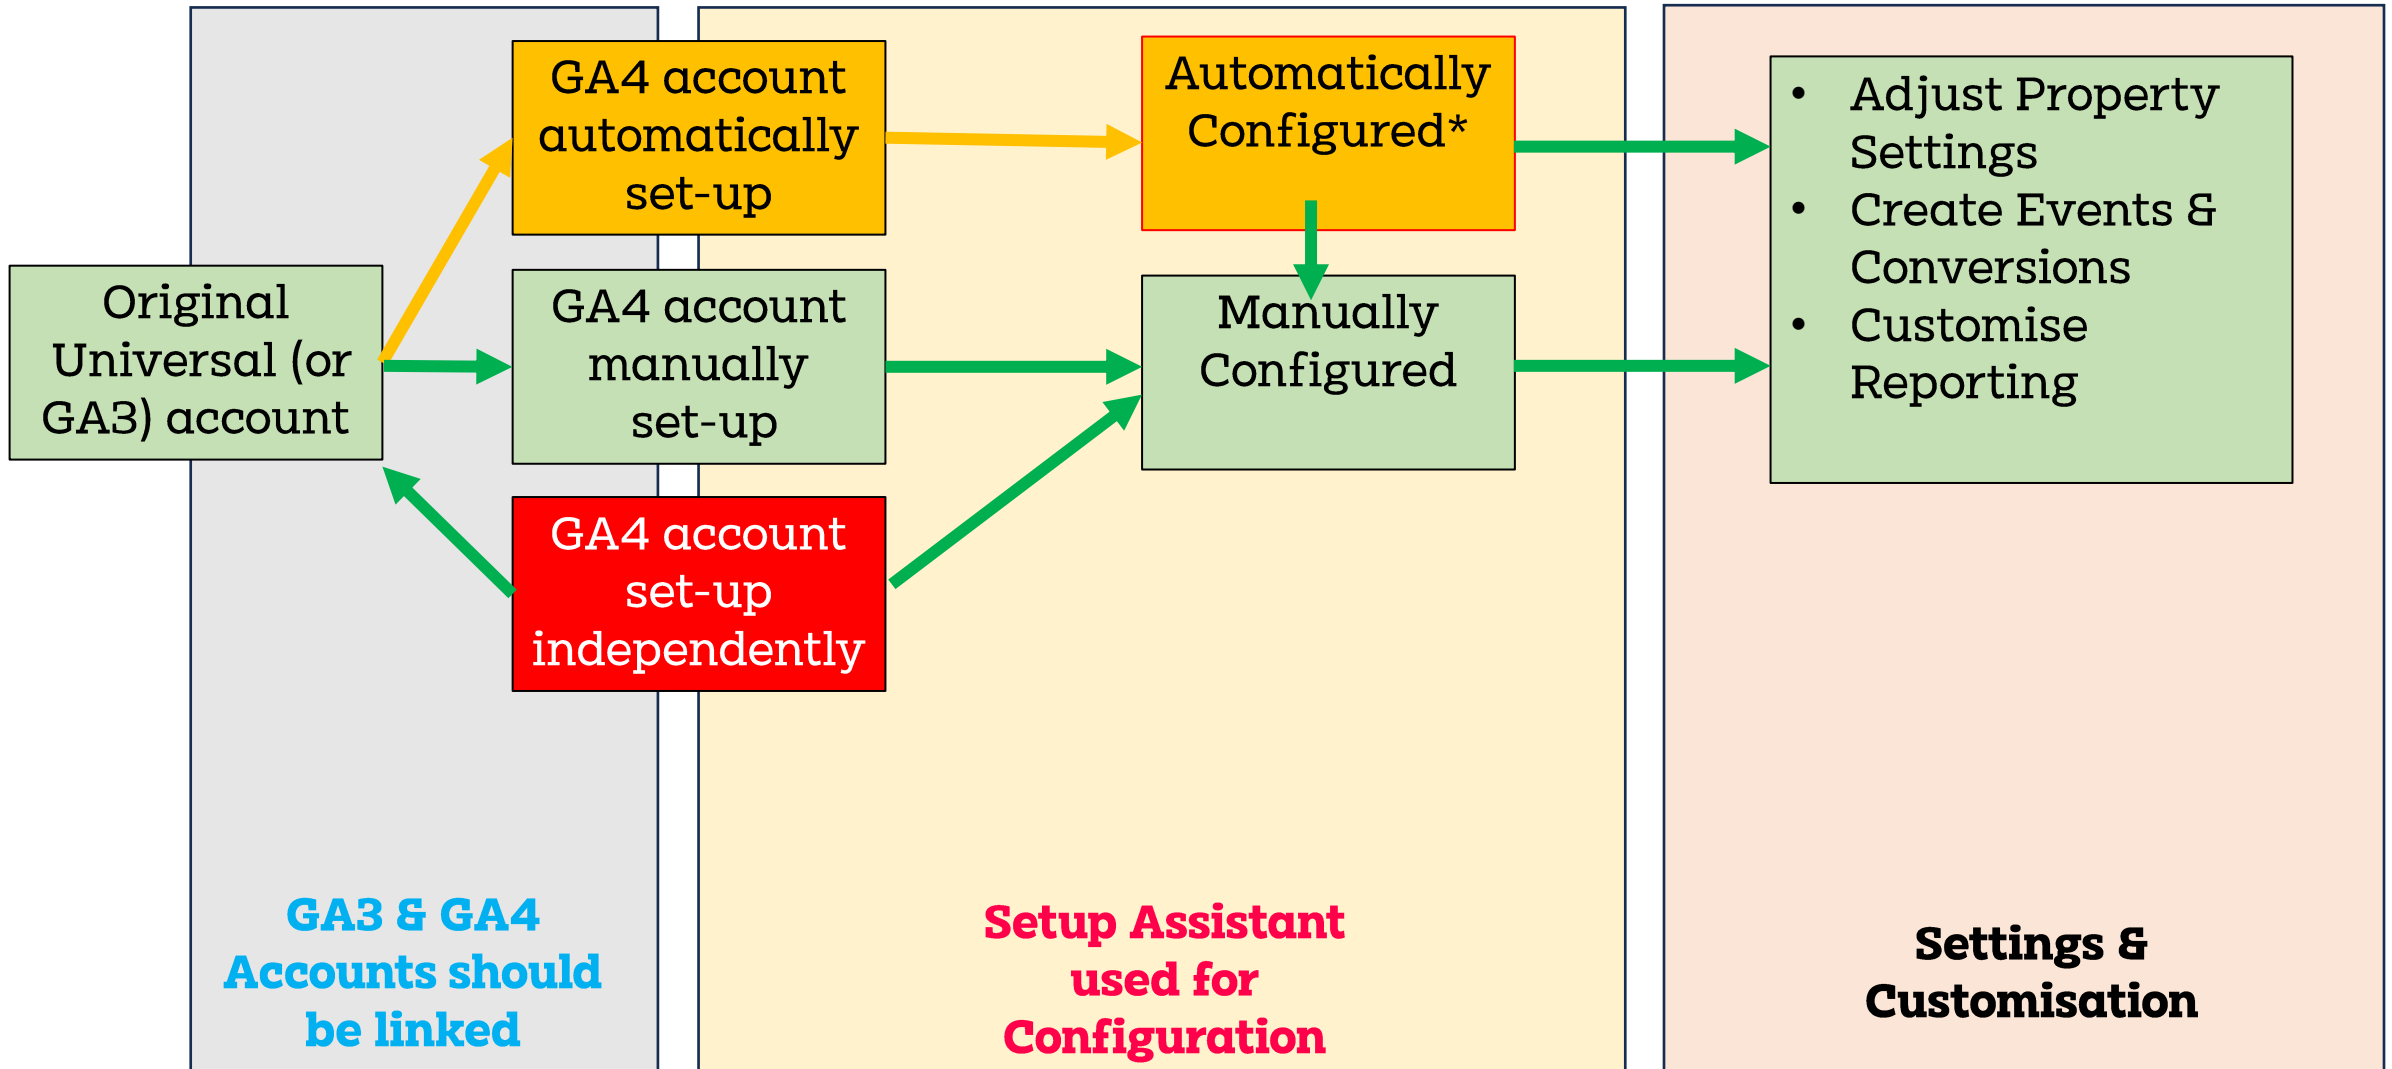 Original
Universal (or
GA3) account
GA4 account
automatically
set-up
GA4 account
manually
set-up
GA4 account
set-up
independently
Automatically
Configured*
Manually
Configured
• Adjust Property
Settings
• Create Events &
Conversions
• Customise
Reporting
GA3 & GA4
Accounts should
be linked
Setup Assistant
used for
Configuration
Settings &
Customisation